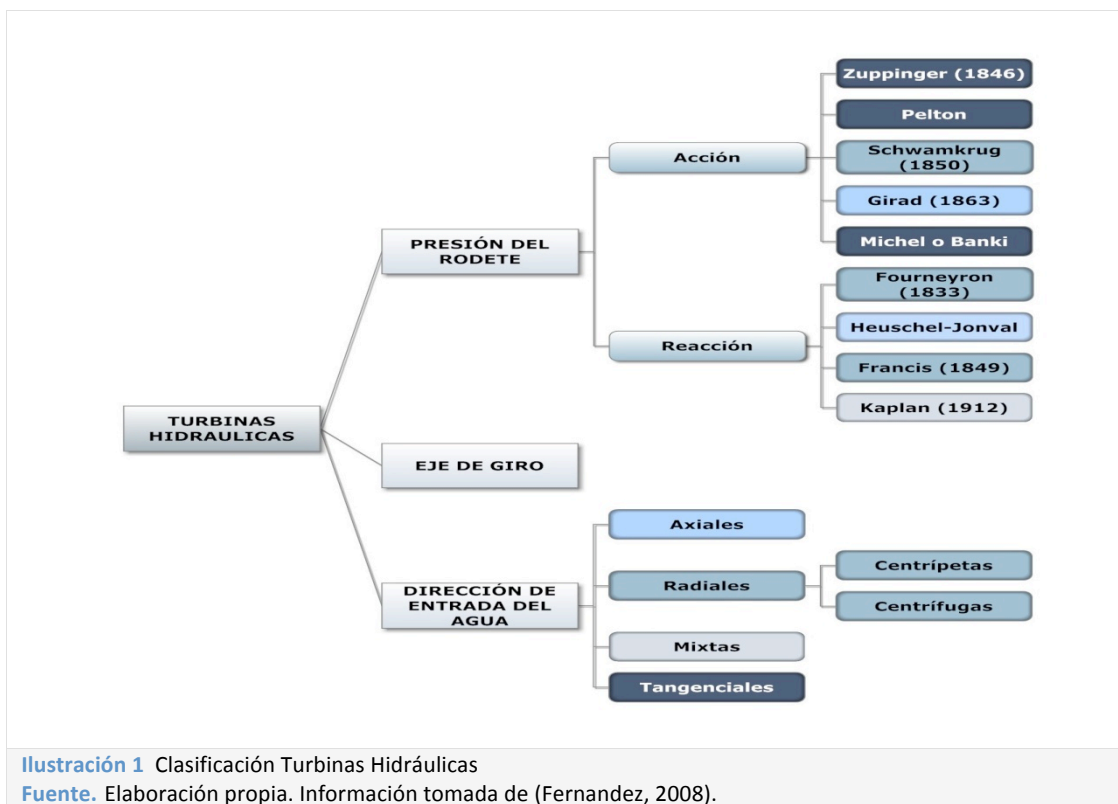 Zuppinger (1846)
Pelton
Schwamkrug
(1850)
Acción
Girad (1863)
Michel o Banki
PRESIÓN DEL
RODETE
Fourneyron
(1833)
Heuschel-Jonval
Reacción
Francis (1849)
Kaplan (1912)
TURBINAS
HIDRAULICAS
EJE DE GIRO
Axiales
DIRECCIÓN DE
ENTRADA DEL
AGUA
Radiales
Centrípetas
Centrífugas
Mixtas
Tangenciales
Ilustración 1 Clasificación Turbinas Hidráulicas
Fuente. Elaboración propia. Información tomada de (Fernandez, 2008).